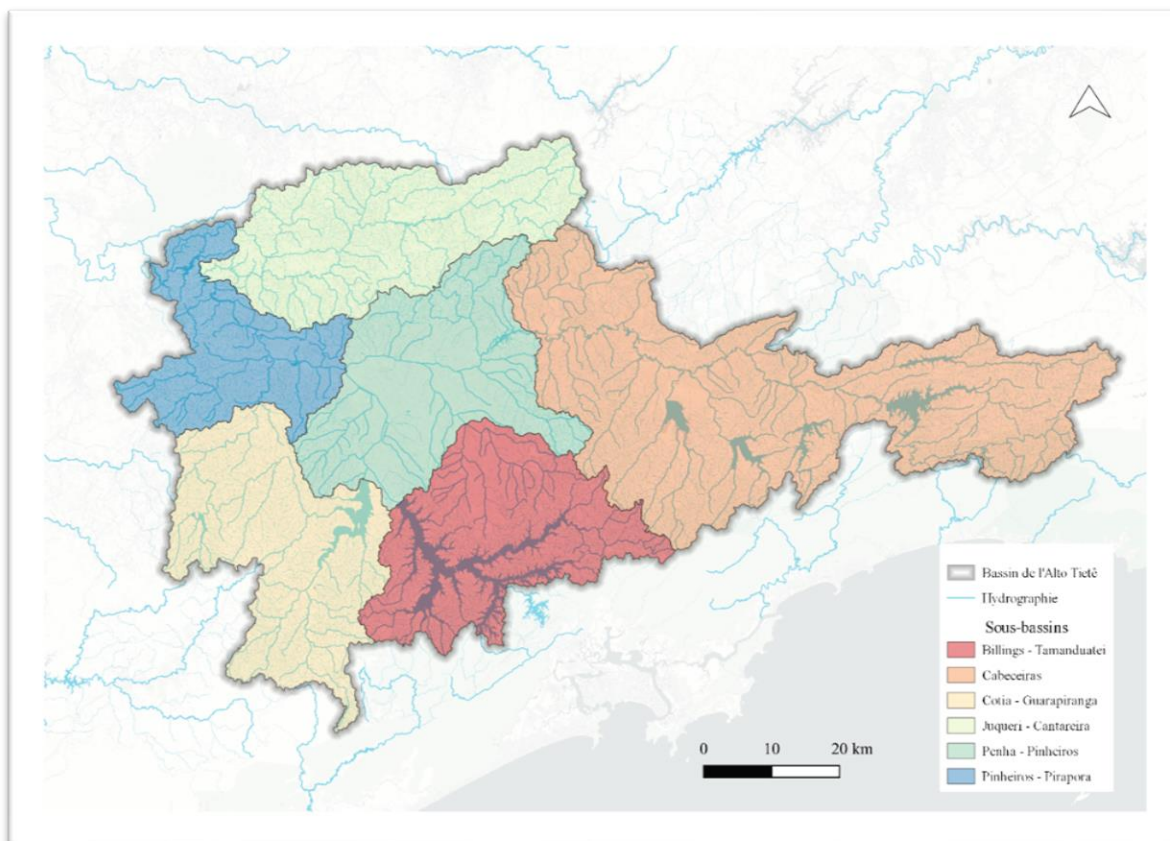 Bassin de l'Alto Tietê
Hydrographie
Sous-bassins
Billings - Tamanduatei
Cabeceiras
Cotia - Guarapiranga
Juqueri - Cantareira
Penha - Pinheiros
Pinheiros - Pirapora
0 10 20 km